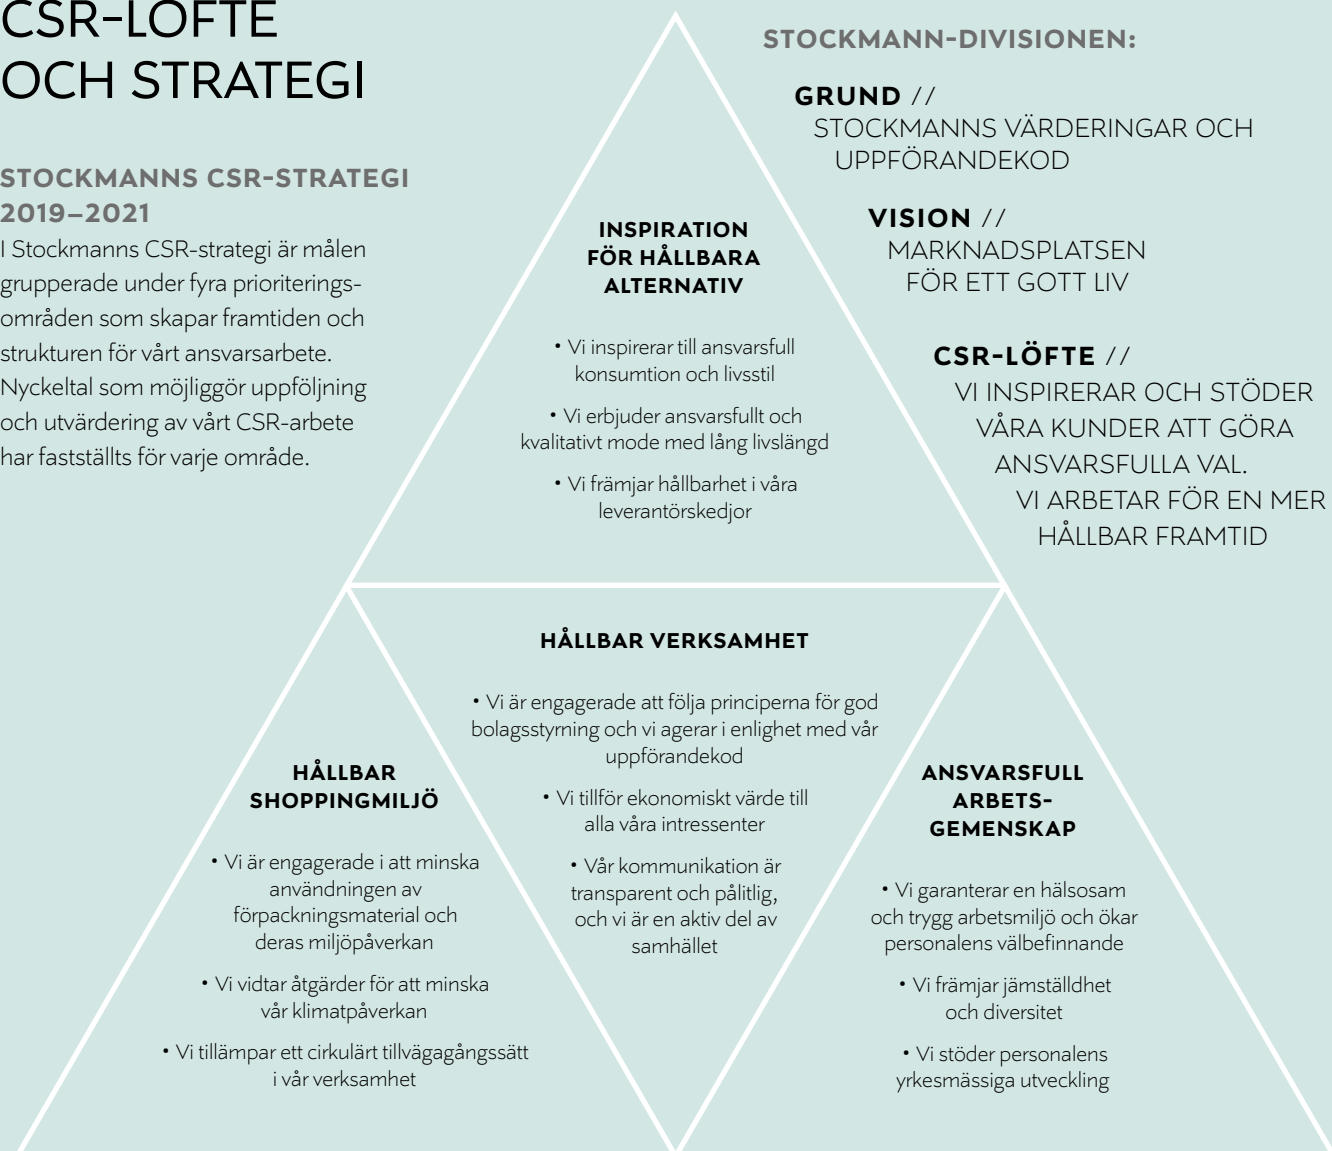 CSR-LÖFTE
OCH STRATEGI
STOCKMANNS CSR-STRATEGI
2019–2021
I Stockmanns CSR-strategi är målen
grupperade under fyra prioriterings-
områden som skapar framtiden och
strukturen för vårt ansvarsarbete.
Nyckeltal som möjliggör uppföljning
och utvärdering av vårt CSR-arbete
har fastställts för varje område.
STOCKMANN-DIVISIONEN:
GRUND //
STOCKMANNS VÄRDERINGAR OCH
UPPFÖRANDEKOD
VISION //
MARKNADSPLATSEN
FÖR ETT GOTT LIV
CSR-LÖFTE //
VI INSPIRERAR OCH STÖDER
VÅRA KUNDER ATT GÖRA
ANSVARSFULLA VAL.
VI ARBETAR FÖR EN MER
HÅLLBAR FRAMTID
INSPIRATION
FÖR HÅLLBARA
ALTERNATIV
• Vi inspirerar till ansvarsfull
konsumtion och livsstil
• Vi erbjuder ansvarsfullt och
kvalitativt mode med lång livslängd
• Vi främjar hållbarhet i våra
leverantörskedjor
HÅLLBAR VERKSAMHET
• Vi är engagerade att följa principerna för god
bolagsstyrning och vi agerar i enlighet med vår
uppförandekod
• Vi tillför ekonomiskt värde till
alla våra intressenter
• Vår kommunikation är
transparent och pålitlig,
och vi är en aktiv del av
samhället
HÅLLBAR
SHOPPINGMILJÖ
• Vi är engagerade i att minska
användningen av
förpackningsmaterial och
deras miljöpåverkan
• Vi vidtar åtgärder för att minska
vår klimatpåverkan
• Vi tillämpar ett cirkulärt tillvägagångssätt
i vår verksamhet
ANSVARSFULL
ARBETS-
GEMENSKAP
• Vi garanterar en hälsosam
och trygg arbetsmiljö och ökar
personalens välbefinnande
• Vi främjar jämställdhet
och diversitet
• Vi stöder personalens
yrkesmässiga utveckling